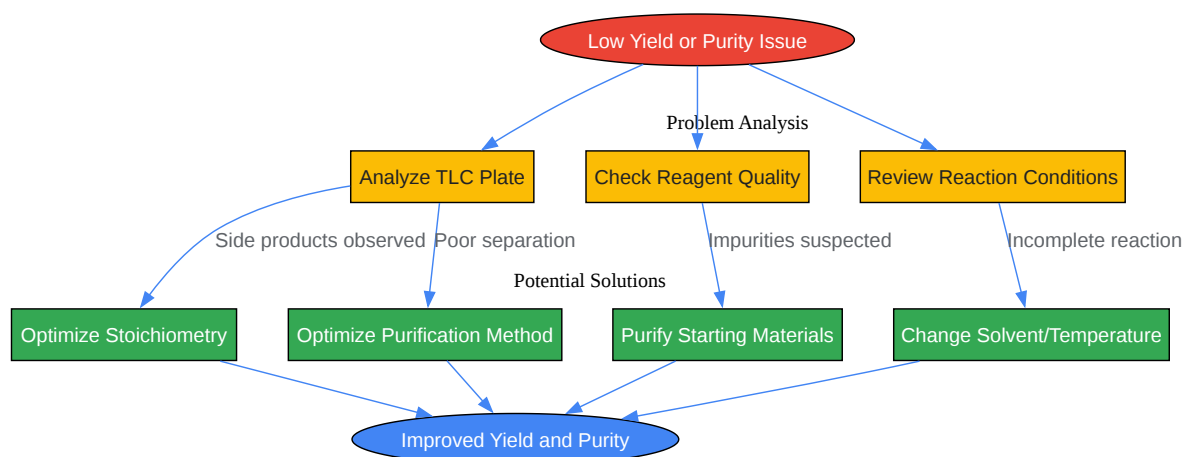 Low Yield or Purity Issue
Problem Analysis
Analyze TLC Plate
Check Reagent Quality
Review Reaction Conditions
Side products observed
Poor separation
Impurities suspected
Incomplete reaction
Potential Solutions
Optimize Stoichiometry
Optimize Purification Method
Purify Starting Materials
Change Solvent/Temperature
Improved Yield and Purity